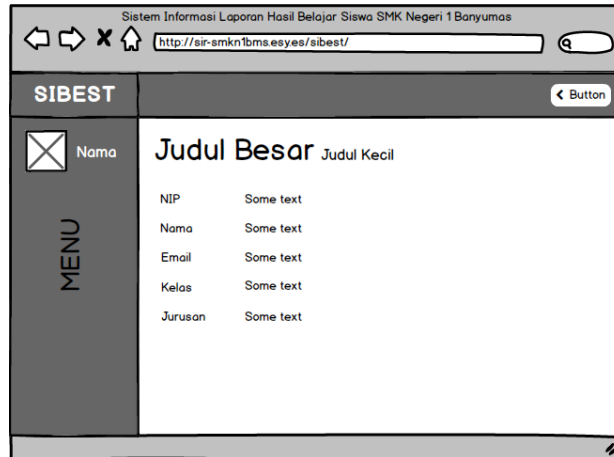 Sistem Informasi Laporan Hasil Belajar Siswa SMK Negeri 1 Banyumas
http://sir-smkn1bms.esy.es/sibest/
SIBEST
Button
Nama
Judul Besar Judul Kecil
NIP Some text
Nama Some text
Email Some text
Kelas Some text
Jurusan Some text
MENU